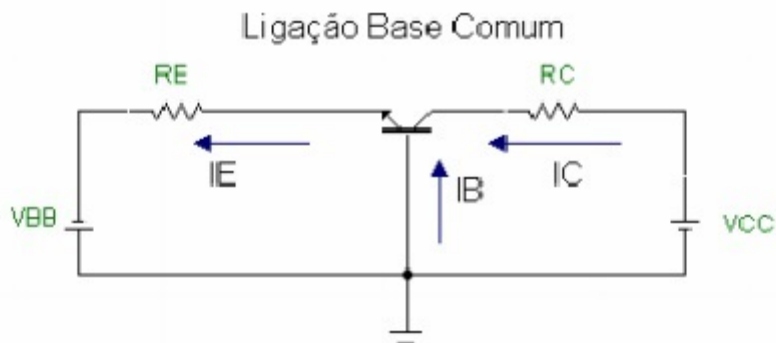 Ligação Base Comum
RE
RC
IE
IB
IC
VBB
VCC